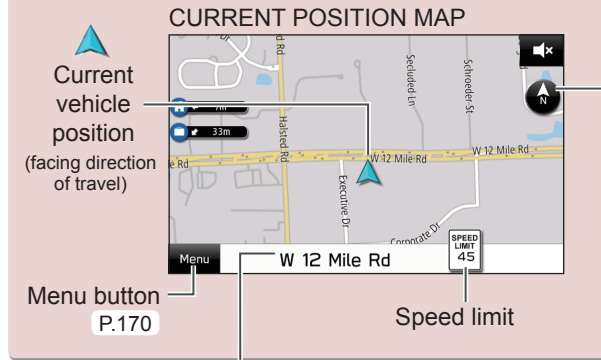 CURRENT POSITION MAP
Current
vehicle
position
(facing direction
of travel)
Halsted Rd
Secluded Ln
Schroeder St
N
33m
W 12 Mile Rd
W 12 Mile Rd
e Rd
Executive Dr
Corporate Dr
Menu
W 12 Mile Rd
SPEED
LIMIT
45
Menu button
P.170
Speed limit